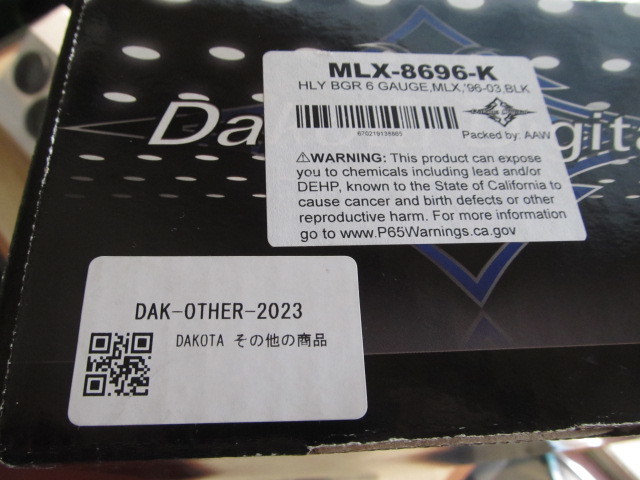 MLX-8696-K
HLY BGR 6 GAUGE,MLX,'96-03,BLK
Packed by: AAW
⚠WARNING: This product can expose
you to chemicals including lead and/or
DEHP, known to the State of California to
cause cancer and birth defects or other
reproductive harm. For more information
go to www.P65Warnings.ca.gov
DAK-OTHER-2023
DAKOTA その他の商品